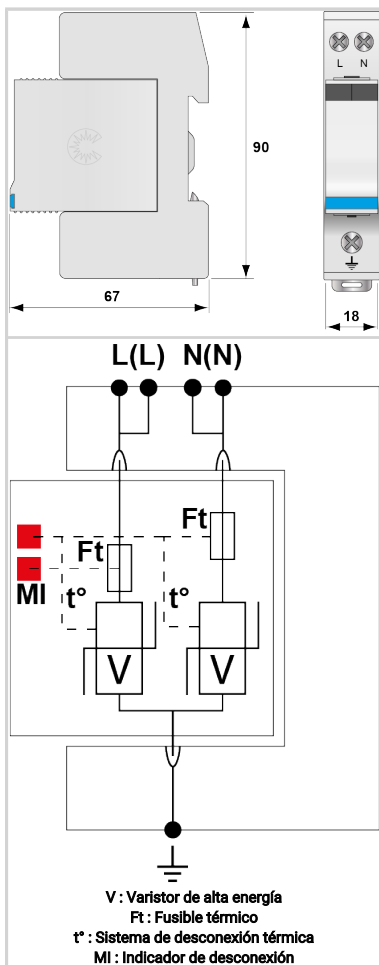 L N
90
67
18
L(L) N(N)
Ft
Ft
MI
t°
t°
V
V
V : Varistor de alta energía
Ft : Fusible térmico
t° : Sistema de desconexión térmica
MI : Indicador de desconexión